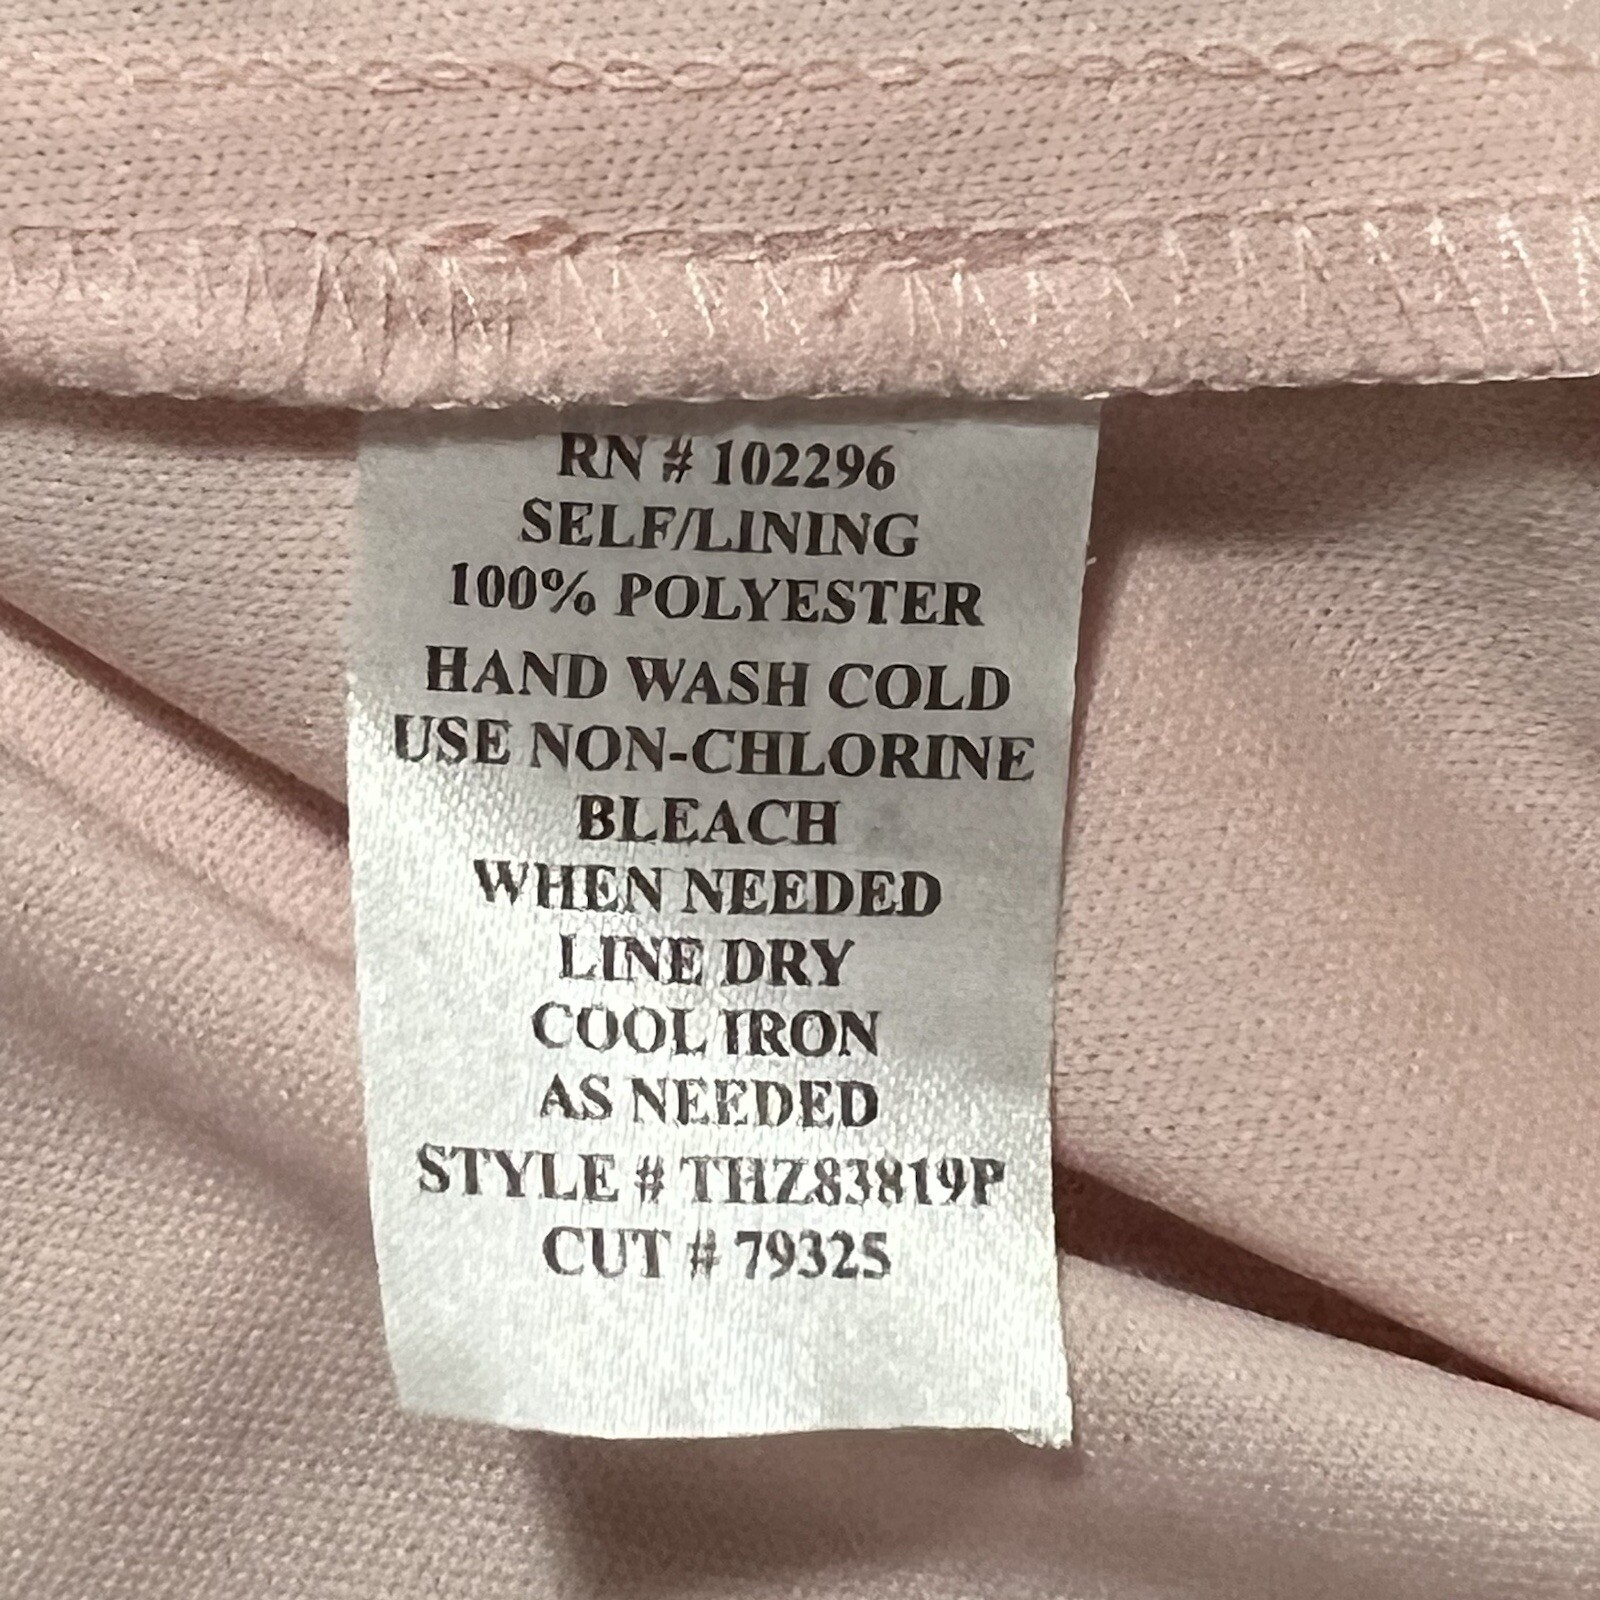 RN # 102296
SELF/LINING
100% POLYESTER
HAND WASH COLD
USE NON-CHLORINE
BLEACH
WHEN NEEDED
LINE DRY
COOL IRON
AS NEEDED
STYLE # THZ83819P
CUT # 79325